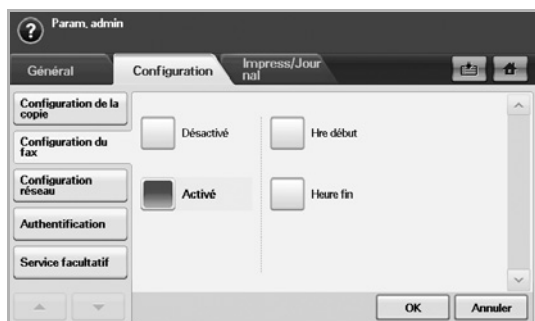 Param. admin
Général
Configuration
Impress/Jour
nal
Configuration de la
copie
Configuration du
fax
Configuration
réseau
Authentification
Service facultatif
Désactivé
Hre début
Activé
Heure fin
OK
Annuler